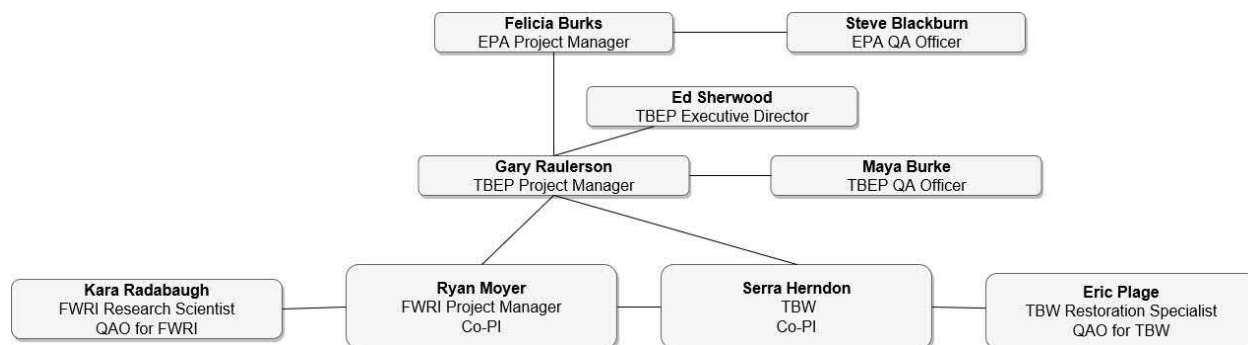 Felicia Burks
EPA Project Manager
Steve Blackburn
EPA QA Officer
Ed Sherwood
TBEP Executive Director
Gary Raulerson
TBEP Project Manager
Maya Burke
TBEP QA Officer
Kara Radabaugh
FWRI Research Scientist
QAO for FWRI
Ryan Moyer
FWRI Project Manager
Co-PI
Serra Herndon
TBW
Co-PI
Eric Plage
TBW Restoration Specialist
QAO for TBW